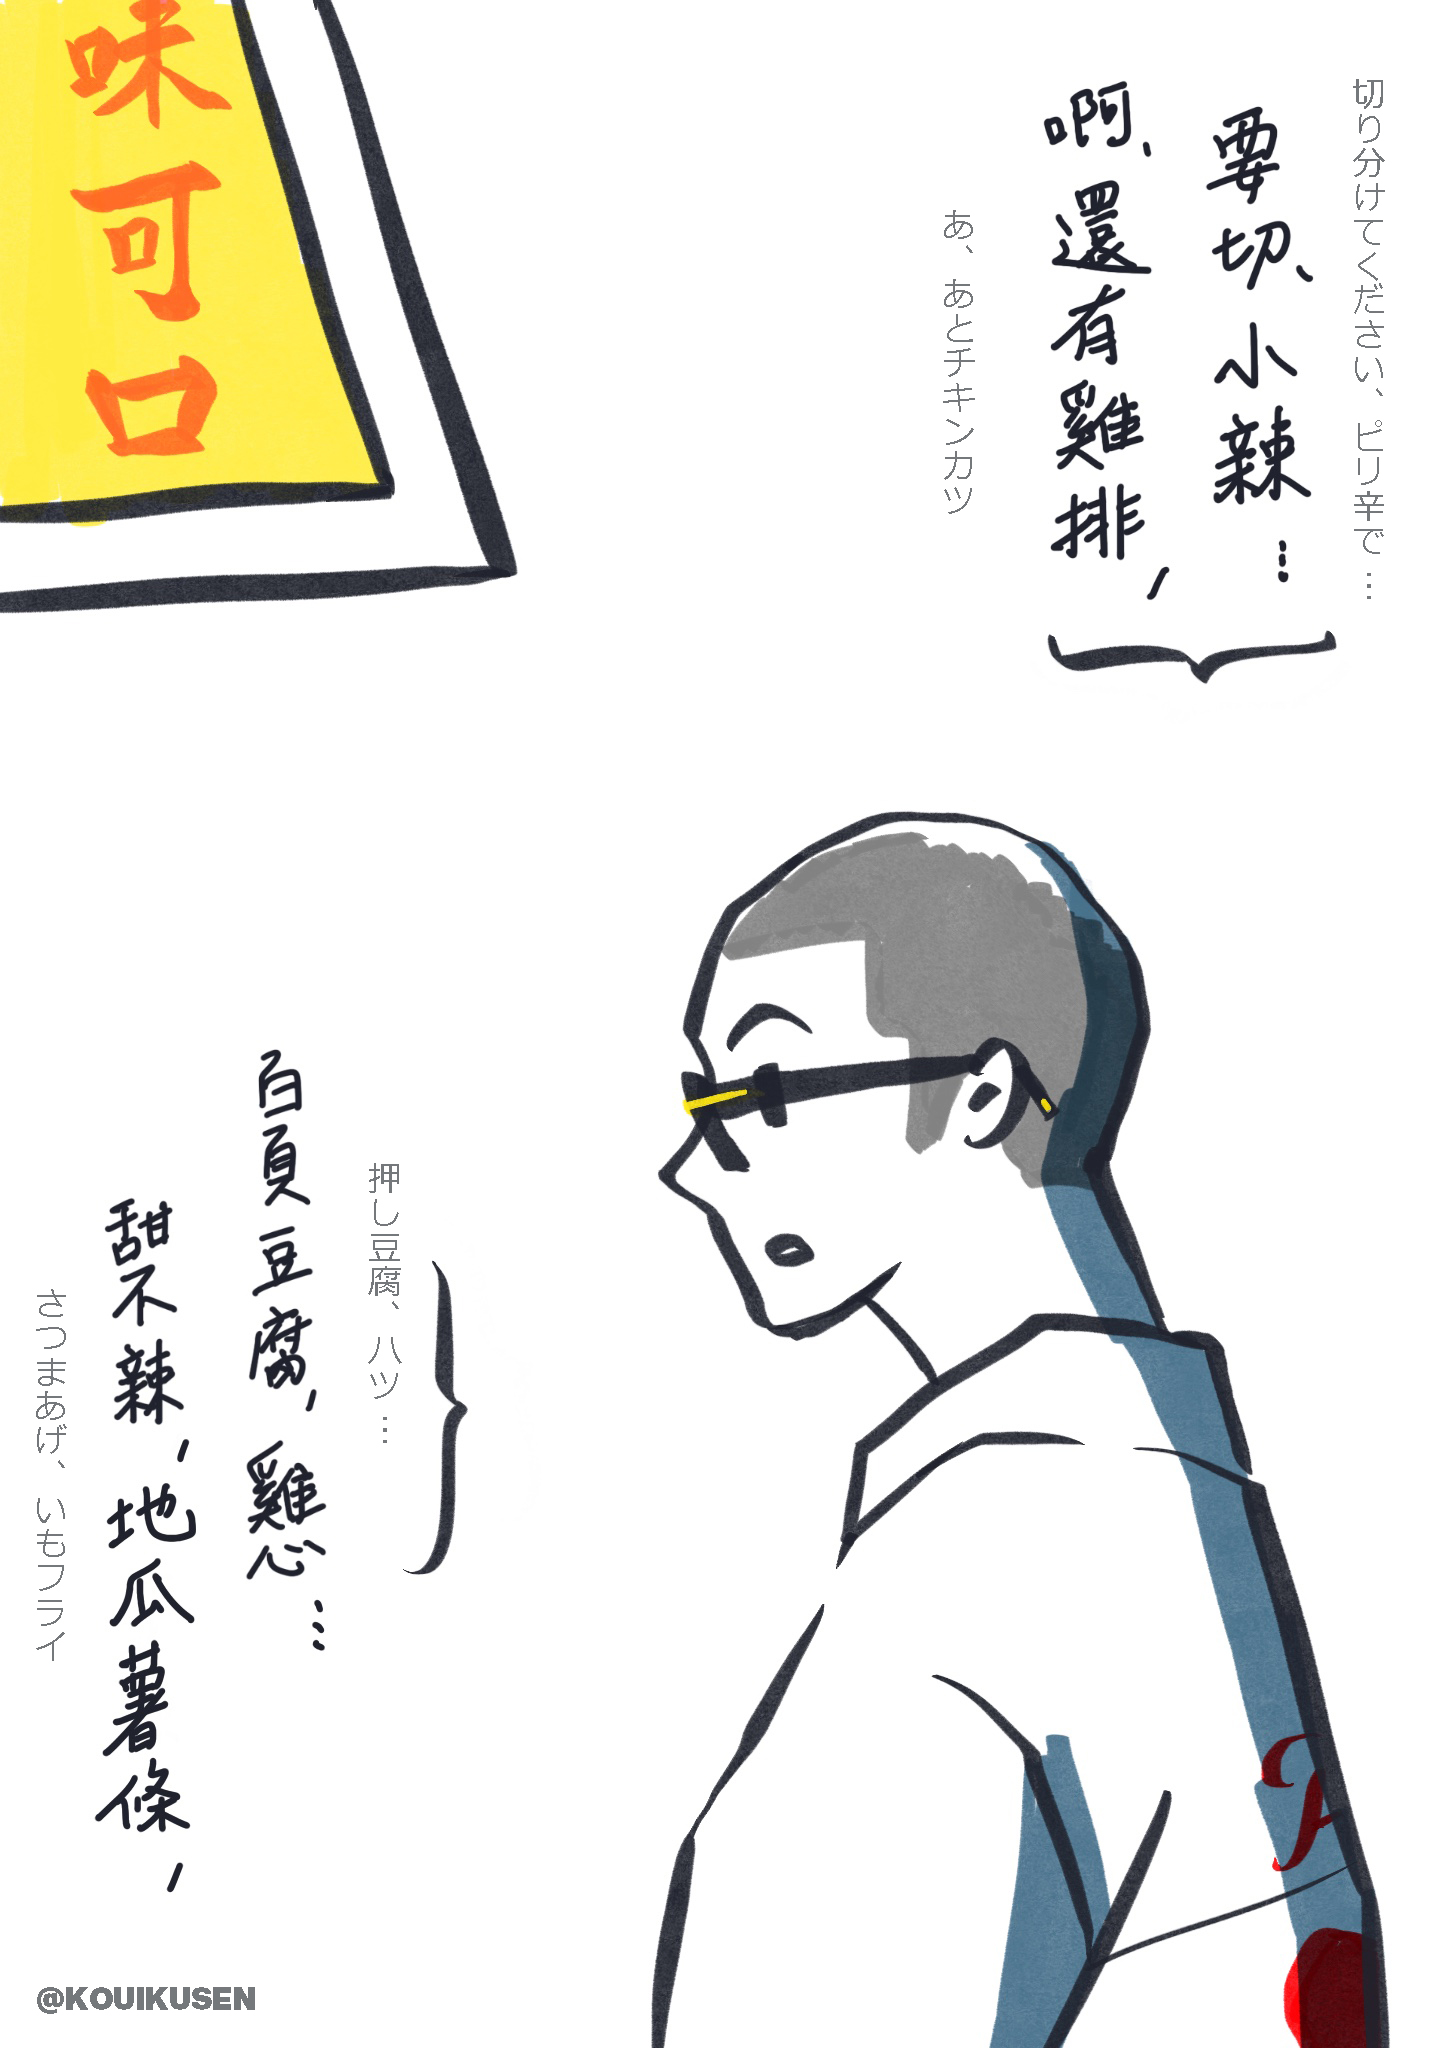 切り分けてください、ピリ辛で…
要切、小辣…
啊、還有雞排，
あ、あとチキンカツ
味可口
押し豆腐、ハツ…
百頁豆腐，雞心…
甜不辣，地瓜薯條，
さつまあげ、いもフライ
@KOUIKUSEN